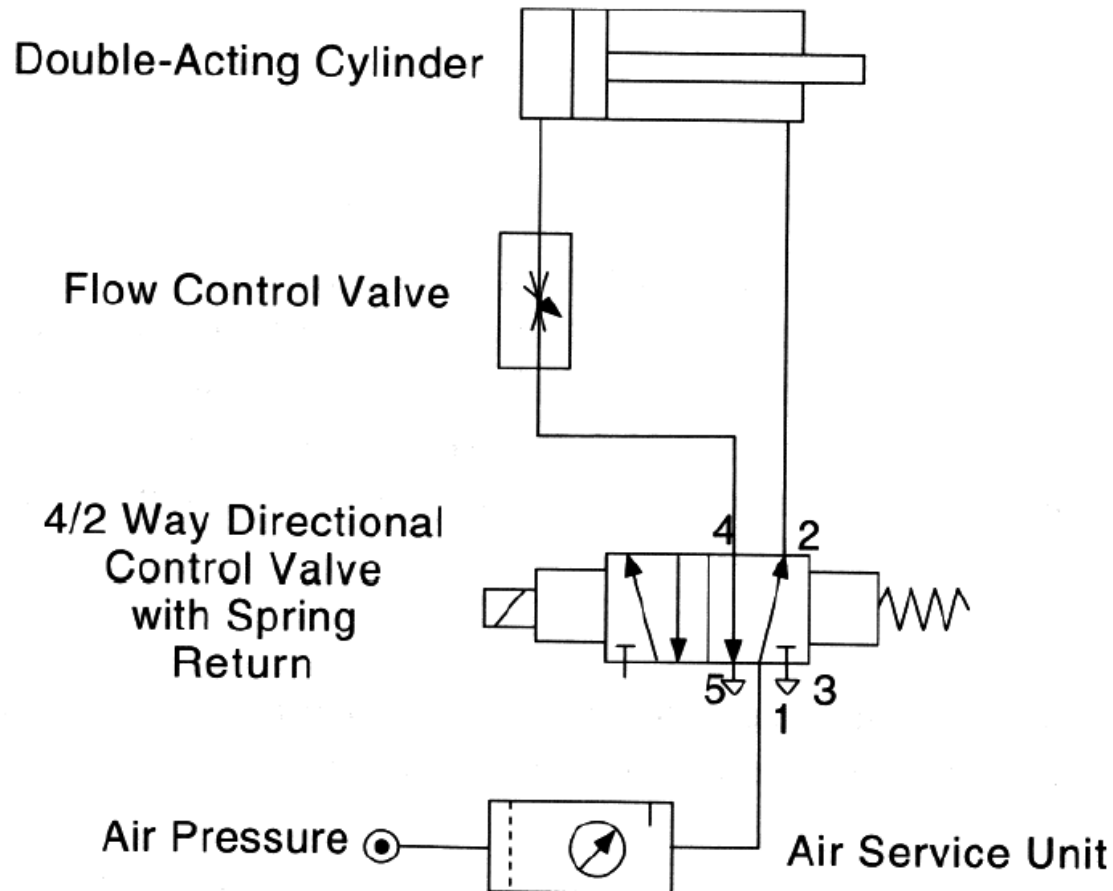 Double-Acting Cylinder
Flow Control Valve
4/2 Way Directional
Control Valve
with Spring
Return
4
2
5
3
1
Air Pressure
Air Service Unit